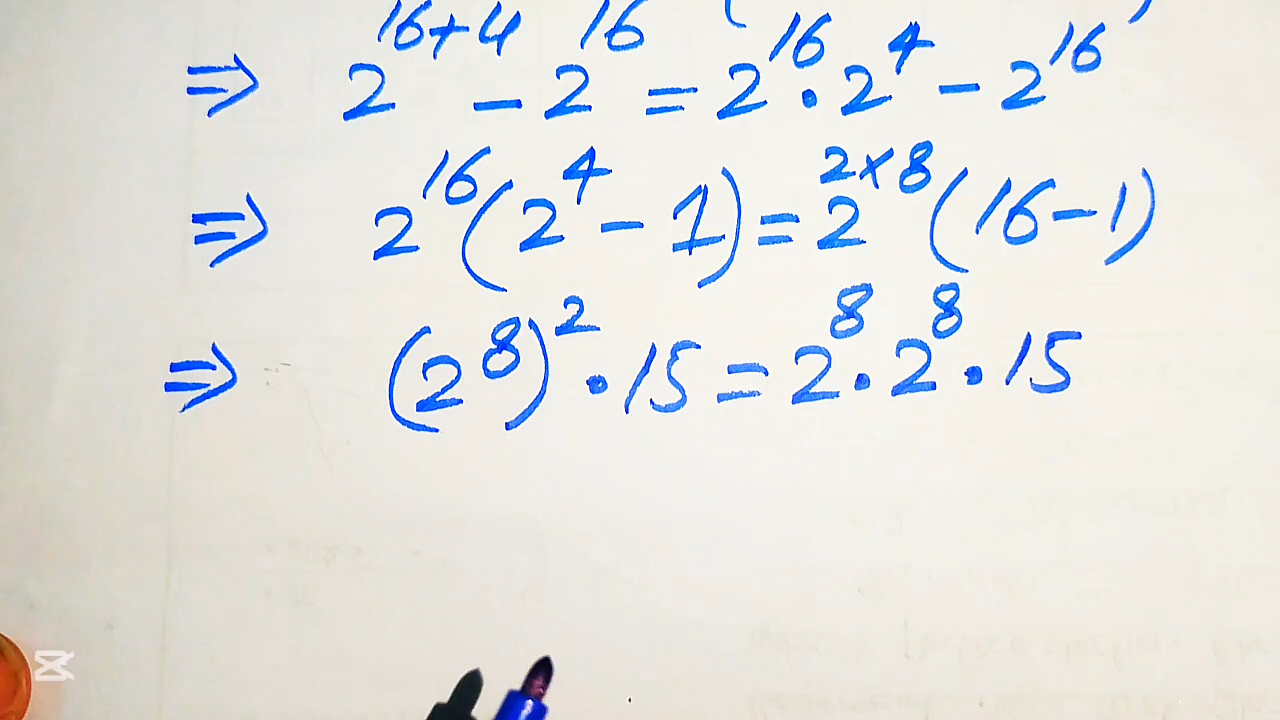 ⇒ 2^(16+4) − 2^16 = 2^16 · 2^4 − 2^16
⇒ 2^16 (2^4 − 1) = 2^(2×8) (16 − 1)
⇒ (2^8)^2 · 15 = 2^8 · 2^8 · 15